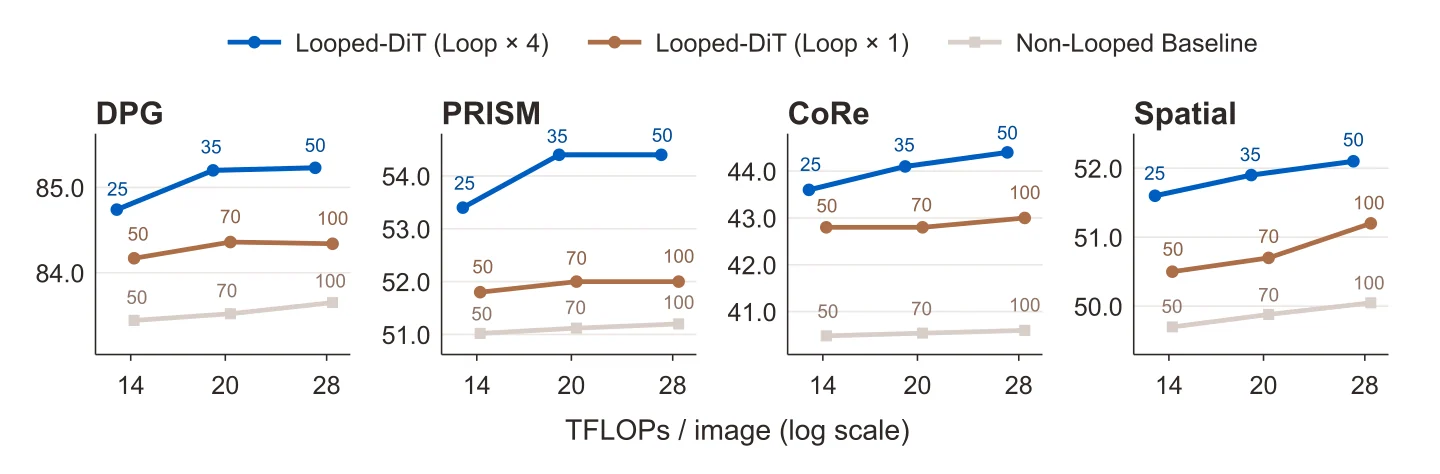 Looped-DiT (Loop × 4) Looped-DiT (Loop × 1) Non-Looped Baseline
DPG
85.0
84.0
25 35 50
50 70 100
50 70 100
14 20 28
PRISM
54.0
53.0
52.0
51.0
25 35 50
50 70 100
50 70 100
14 20 28
CoRe
44.0
43.0
42.0
41.0
25 35 50
50 70 100
50 70 100
14 20 28
Spatial
52.0
51.0
50.0
25 35 50
50 70 100
50 70 100
14 20 28
TFLOPs / image (log scale)